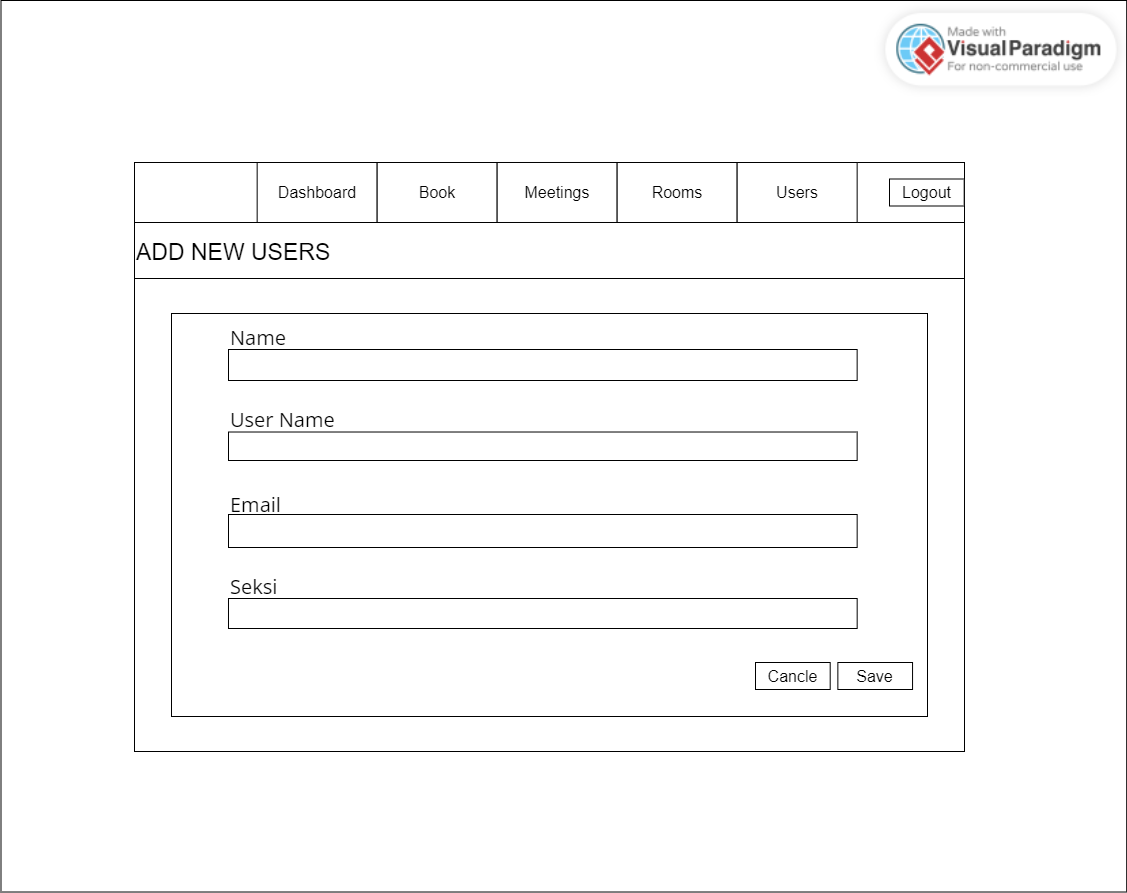 Made with
Visual Paradigm
For non-commercial use
Dashboard Book Meetings Rooms Users Logout
ADD NEW USERS
Name
User Name
Email
Seksi
Cancle Save